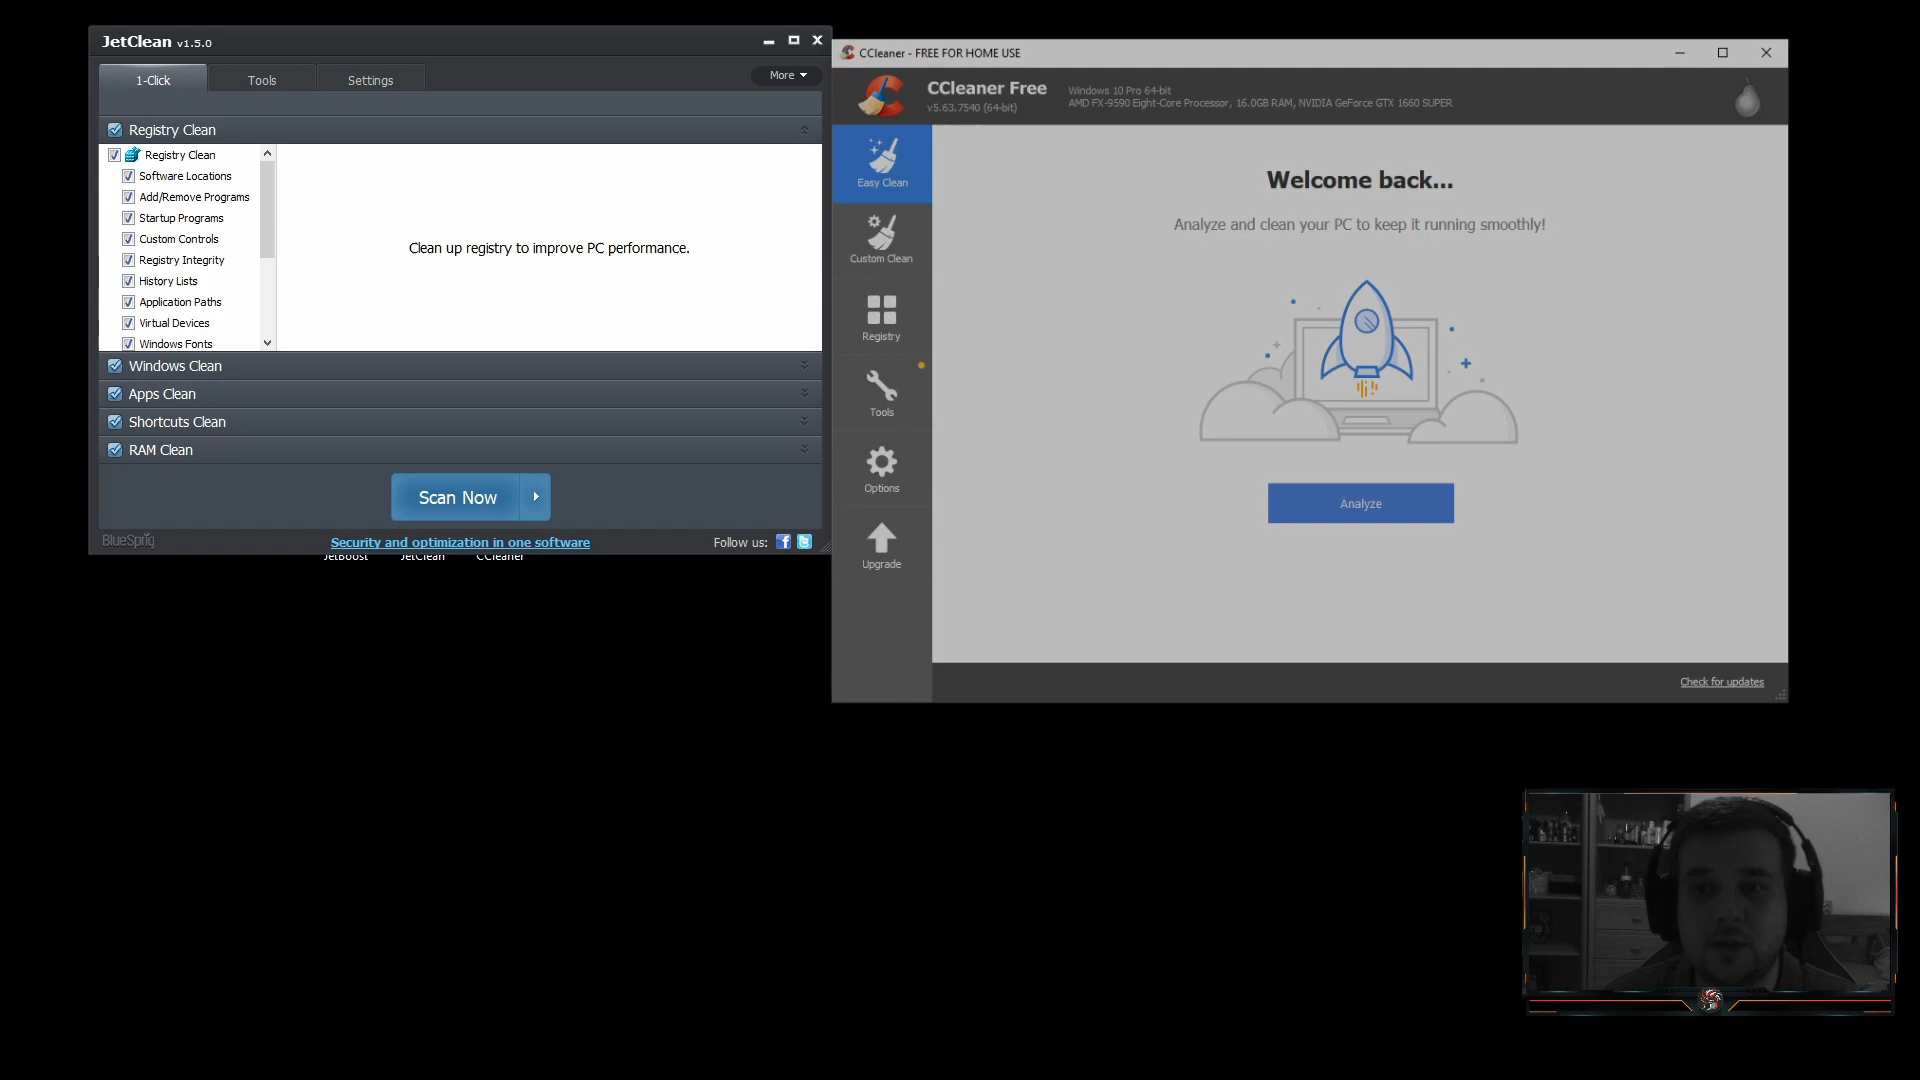 JetClean v1.5.0
1-Click
Tools
Settings
More
Registry Clean
Registry Clean
Software Locations
Add/Remove Programs
Startup Programs
Custom Controls
Registry Integrity
History Lists
Application Paths
Virtual Devices
Windows Fonts
Clean up registry to improve PC performance.
Windows Clean
Apps Clean
Shortcuts Clean
RAM Clean
Scan Now
BlueSprig
Security and optimization in one software
Follow us:
JetBoost
JetClean
CCleaner
CCleaner - FREE FOR HOME USE
CCleaner Free
v5.63.7540 (64-bit)
Windows 10 Pro 64-bit
AMD FX-9590 Eight-Core Processor, 16.0GB RAM, NVIDIA GeForce GTX 1660 SUPER
Easy Clean
Custom Clean
Registry
Tools
Options
Upgrade
Welcome back...
Analyze and clean your PC to keep it running smoothly!
Analyze
Check for updates